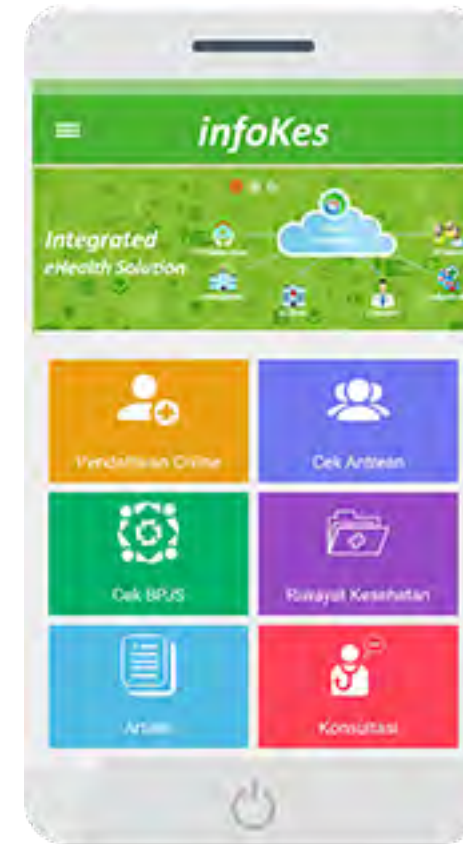 infoKes
Integrated
eHealth Solution
Pendaftaran Online
Cek Antrean
Cek BPJS
Riwayat Kesehatan
Artikel
Konsultasi